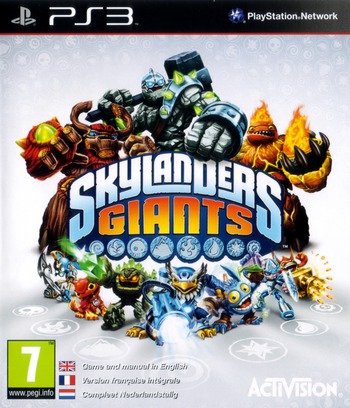 PS3
PlayStation®Network
SKYLANDERS
GIANTS™
7
www.pegi.info
Game and manual in English
Version française intégrale
Compleet Nederlandstalig
ACTIVISION